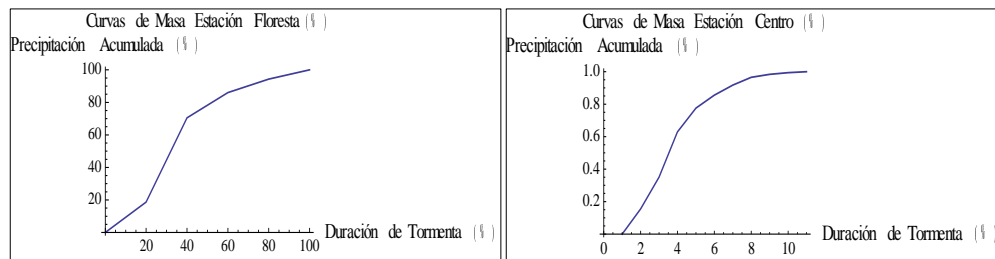 Curvas de Masa Estación Floresta (%)
Precipitación Acumulada (%)
100
80
60
40
20
20 40 60 80 100
Duración de Tormenta (%)
Curvas de Masa Estación Centro (%)
Precipitación Acumulada (%)
1.0
0.8
0.6
0.4
0.2
0 2 4 6 8 10
Duración de Tormenta (%)